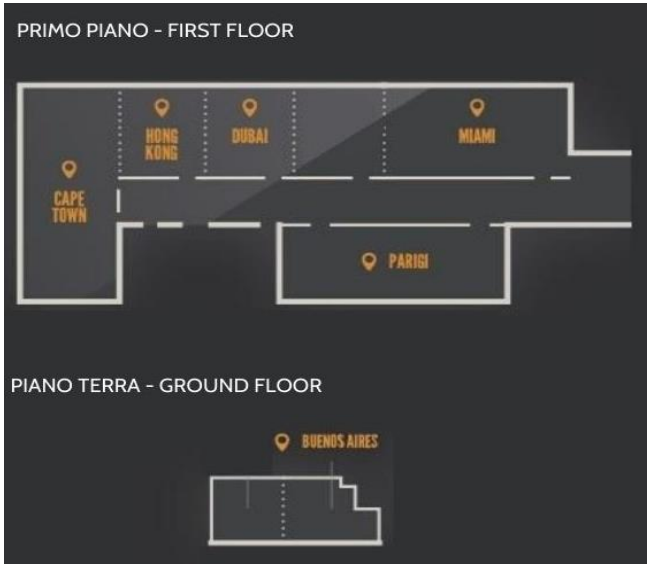 PRIMO PIANO - FIRST FLOOR
HONG
KONG
DUBAI
MIAMI
CAPE
TOWN
PARIGI
PIANO TERRA - GROUND FLOOR
BUENOS AIRES